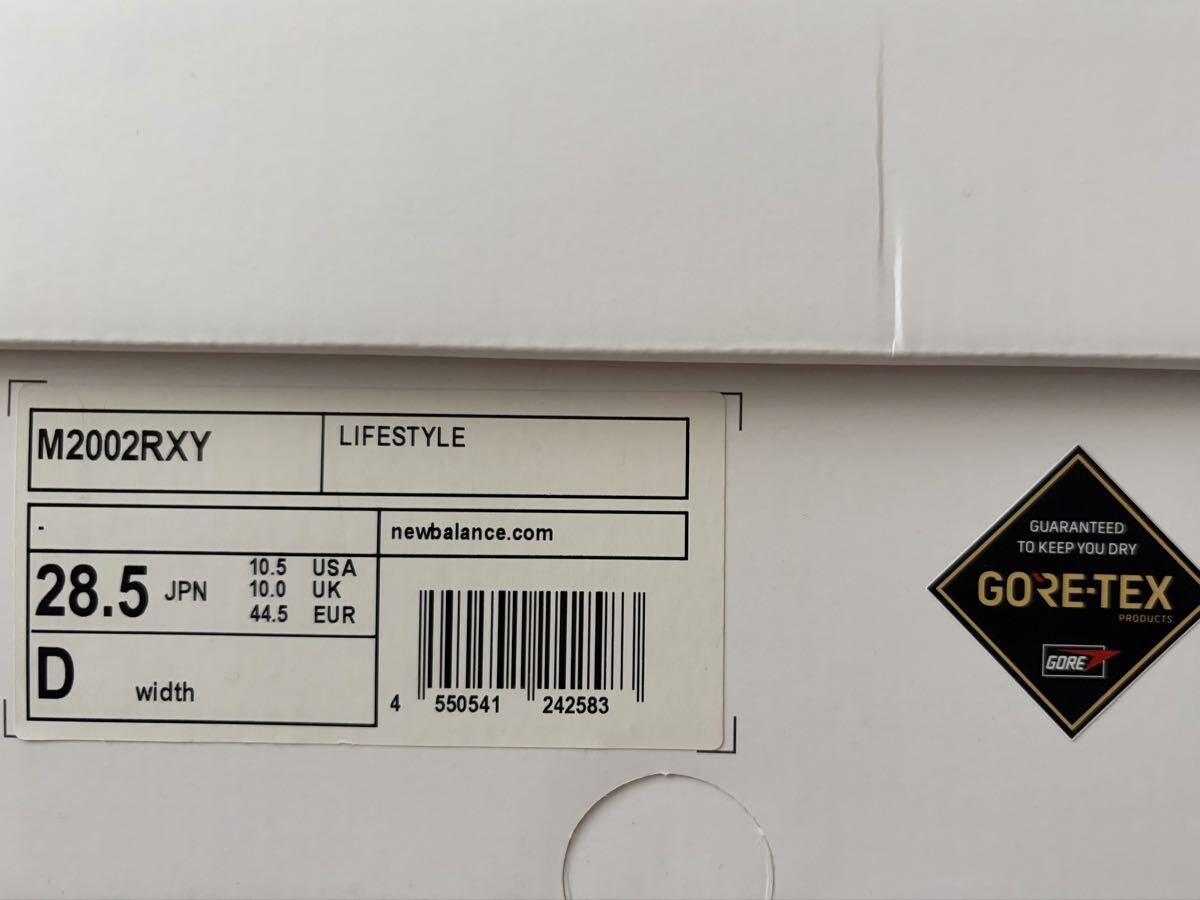 M2002RXY
LIFESTYLE
-
newbalance.com
28.5 JPN
10.5 USA
10.0 UK
44.5 EUR
D width
4 550541 242583
GUARANTEED
TO KEEP YOU DRY
GORE-TEX
PRODUCTS
GORE